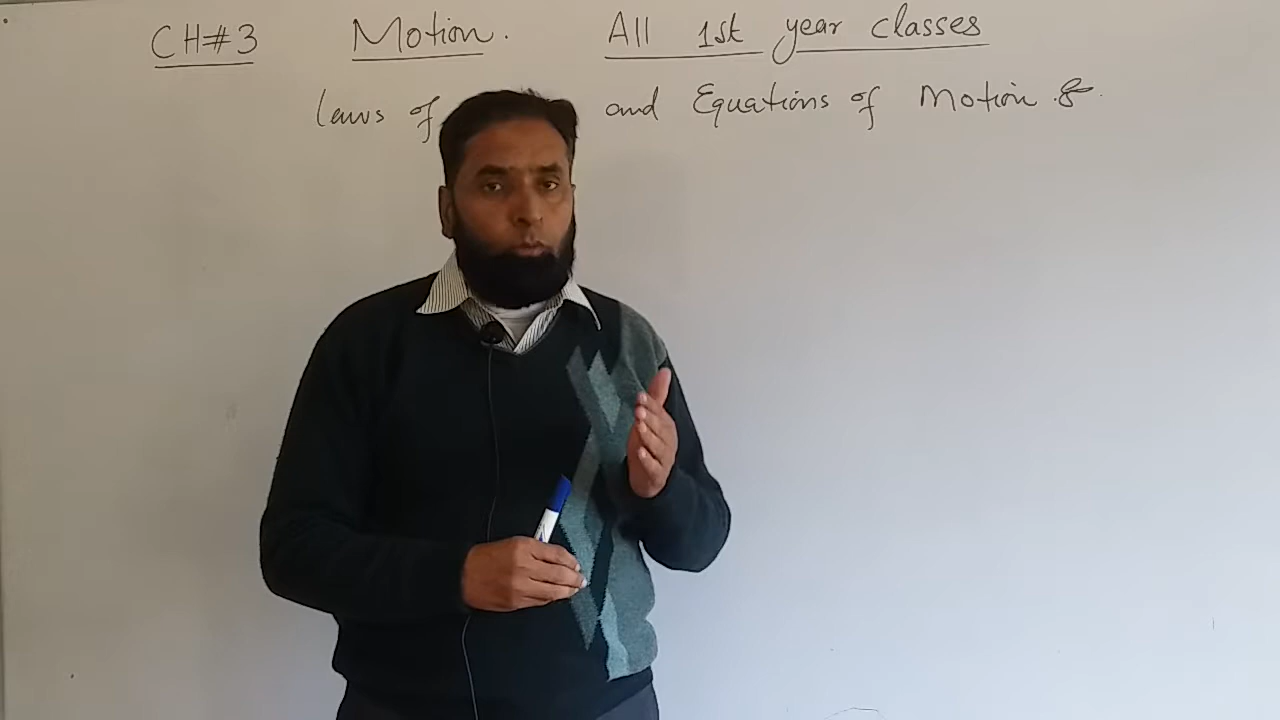 CH#3 Motion. All 1st year classes
Laws of and Equations of Motion &